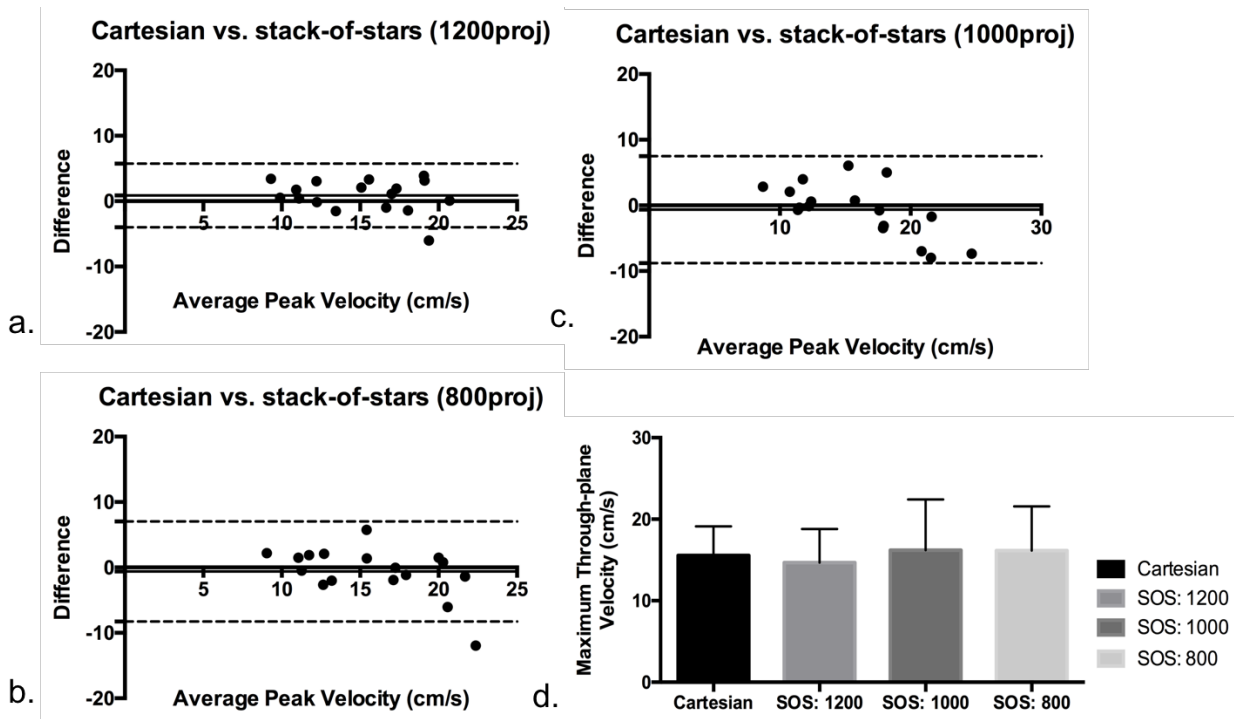 Cartesian vs. stack-of-stars (1200proj)
20
10
0
-10
-20
Difference
5
10
15
20
25
Average Peak Velocity (cm/s)
a.
Cartesian vs. stack-of-stars (1000proj)
20
10
0
-10
-20
Difference
10
20
30
Average Peak Velocity (cm/s)
c.
Cartesian vs. stack-of-stars (800proj)
20
10
0
-10
-20
Difference
5
10
15
20
25
Average Peak Velocity (cm/s)
b.
30
20
10
0
Maximum Through-plane
Velocity (cm/s)
Cartesian
SOS: 1200
SOS: 1000
SOS: 800
Cartesian
SOS: 1200
SOS: 1000
SOS: 800
d.